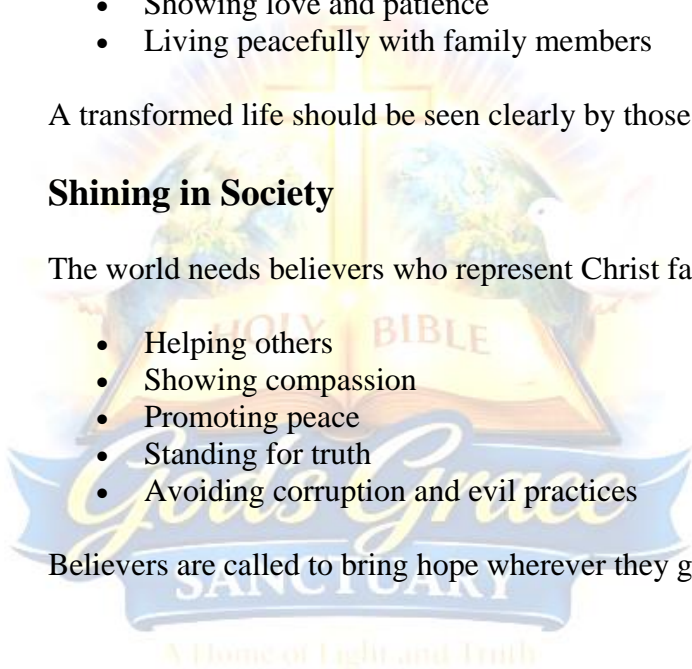 • Showing love and patience
• Living peacefully with family members
A transformed life should be seen clearly by those
Shining in Society
The world needs believers who represent Christ fa
• Helping others
• Showing compassion
• Promoting peace
• Standing for truth
• Avoiding corruption and evil practices
Believers are called to bring hope wherever they g
HOLY BIBLE
God's Grace
SANCTUARY
A Home of Light and Truth